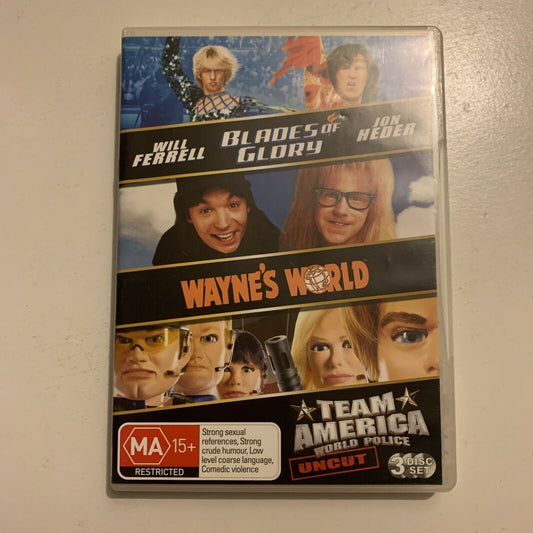 WILL
FERRELL
BLADES OF
GLORY
JON
HEDER
WAYNE'S WORLD
TEAM
AMERICA
WORLD POLICE
UNCUT
3 DISC
SET
MA 15+
RESTRICTED
Strong sexual
references, Strong
crude humour, Low
level coarse language,
Comedic violence